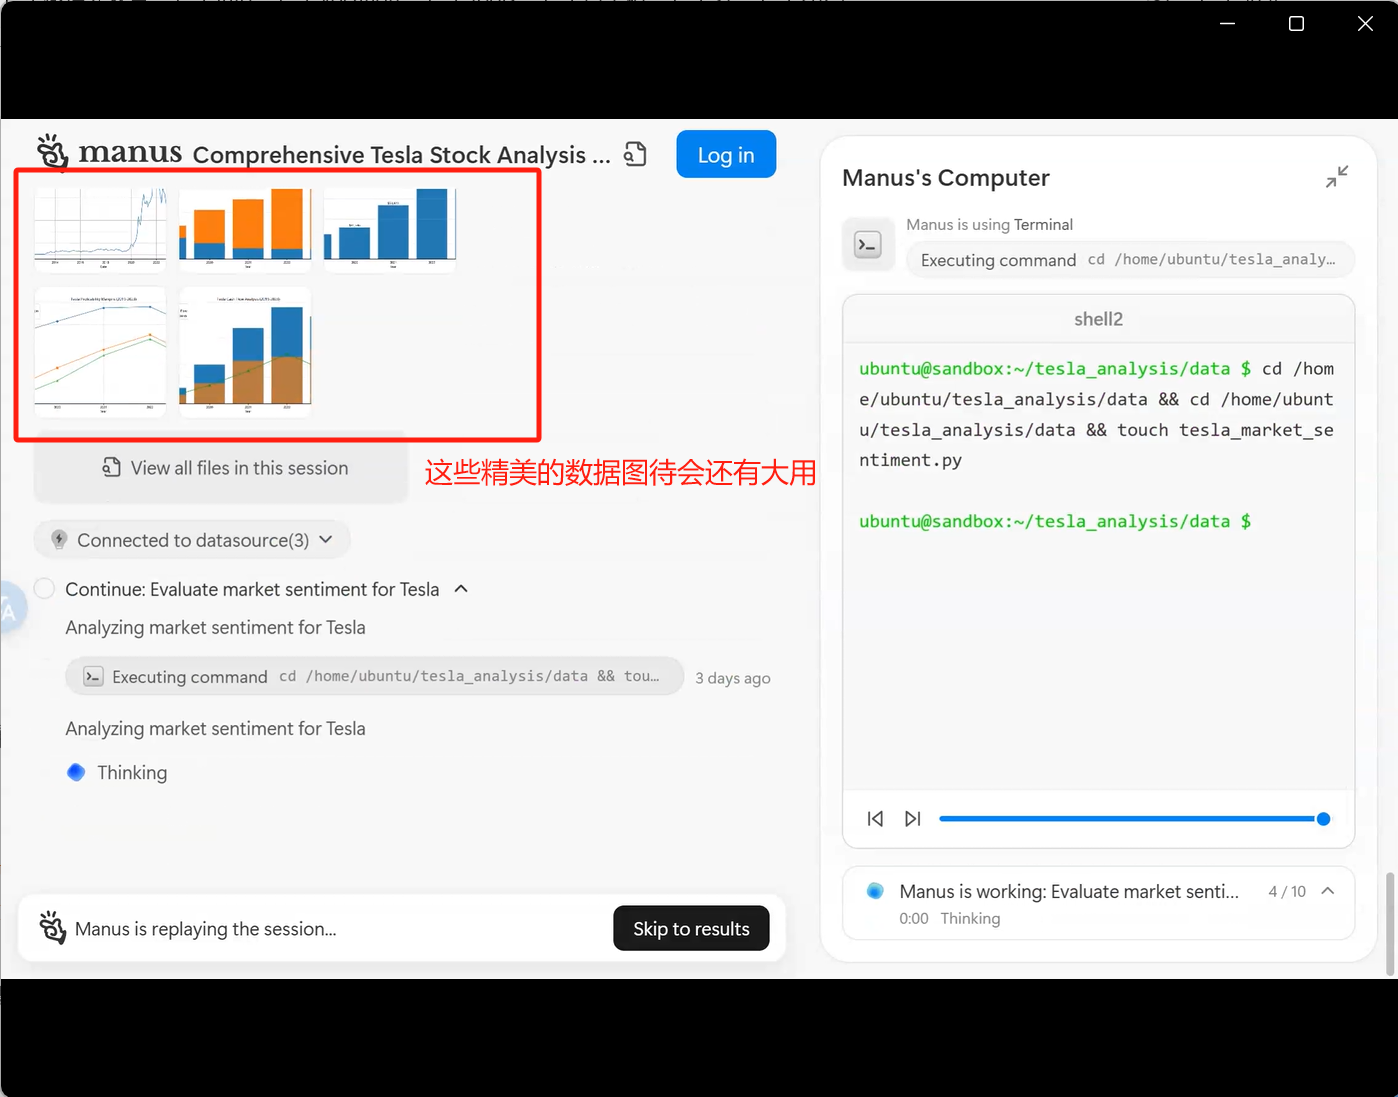 manus Comprehensive Tesla Stock Analysis ...
Log in
View all files in this session
这些精美的数据图待会还有大用
Connected to datasource(3)
Continue: Evaluate market sentiment for Tesla
Analyzing market sentiment for Tesla
Executing command cd /home/ubuntu/tesla_analysis/data && tou...
3 days ago
Analyzing market sentiment for Tesla
Thinking
Manus is replaying the session...
Skip to results
Manus's Computer
Manus is using Terminal
Executing command cd /home/ubuntu/tesla_analy...
shell2
ubuntu@sandbox:~/tesla_analysis/data $ cd /hom
e/ubuntu/tesla_analysis/data && cd /home/ubunt
u/tesla_analysis/data && touch tesla_market_se
ntiment.py
ubuntu@sandbox:~/tesla_analysis/data $
Manus is working: Evaluate market senti...
4 / 10
0:00 Thinking